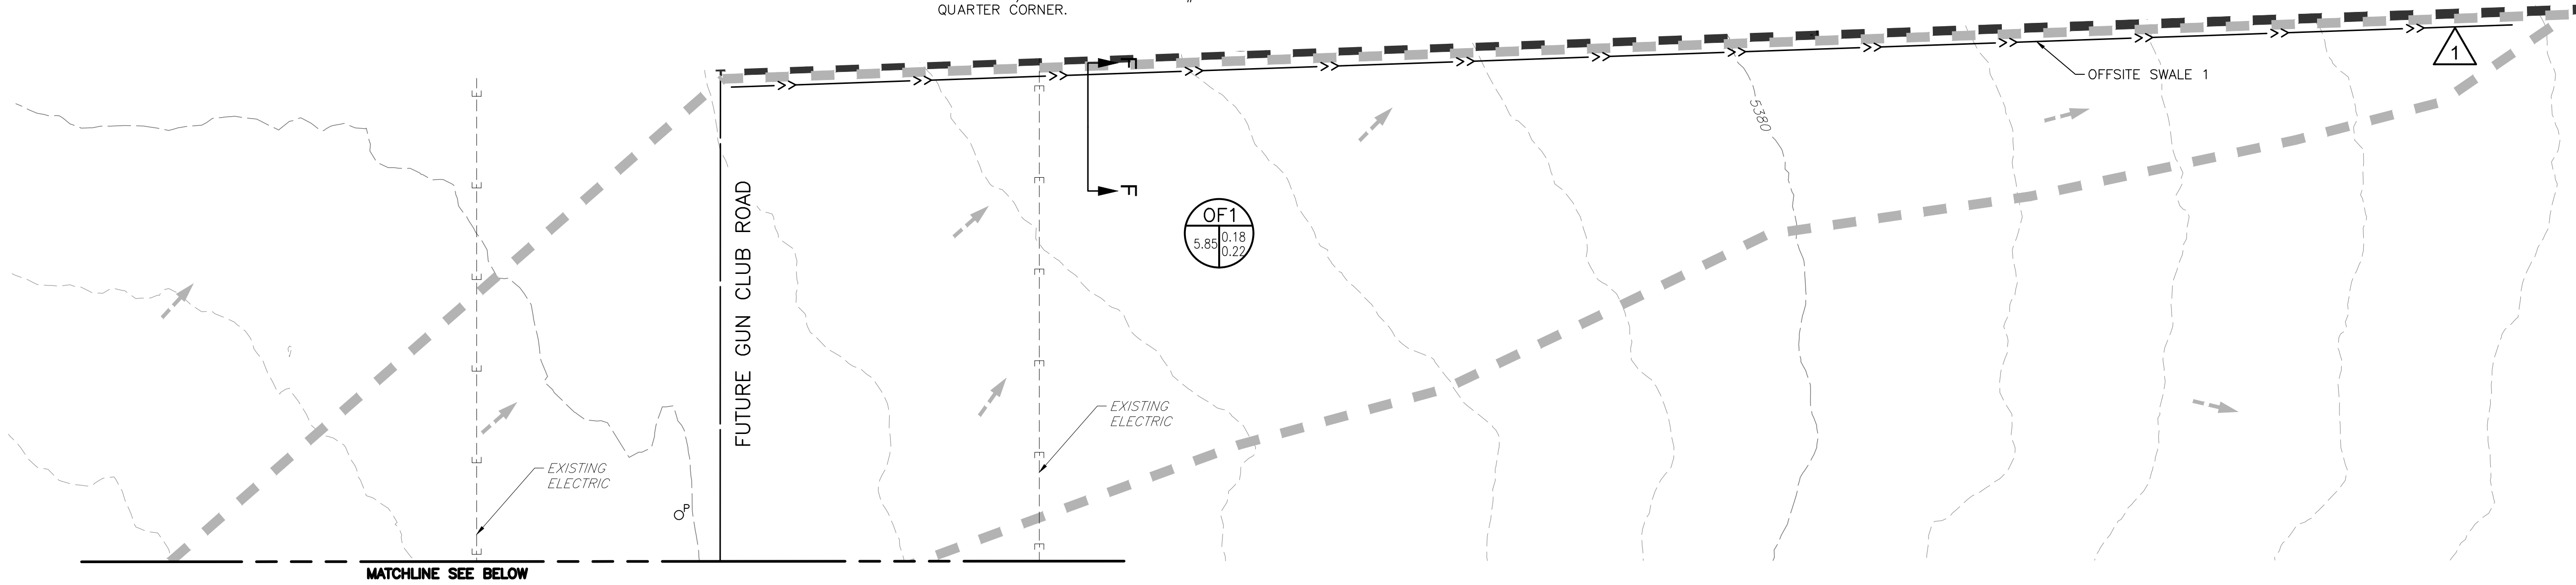 QUARTER CORNER.
F
F
OFFSITE SWALE 1
1
5380
FUTURE GUN CLUB ROAD
OF1
5.85
0.18
0.22
EXISTING
ELECTRIC
EXISTING
ELECTRIC
P
MATCHLINE SEE BELOW